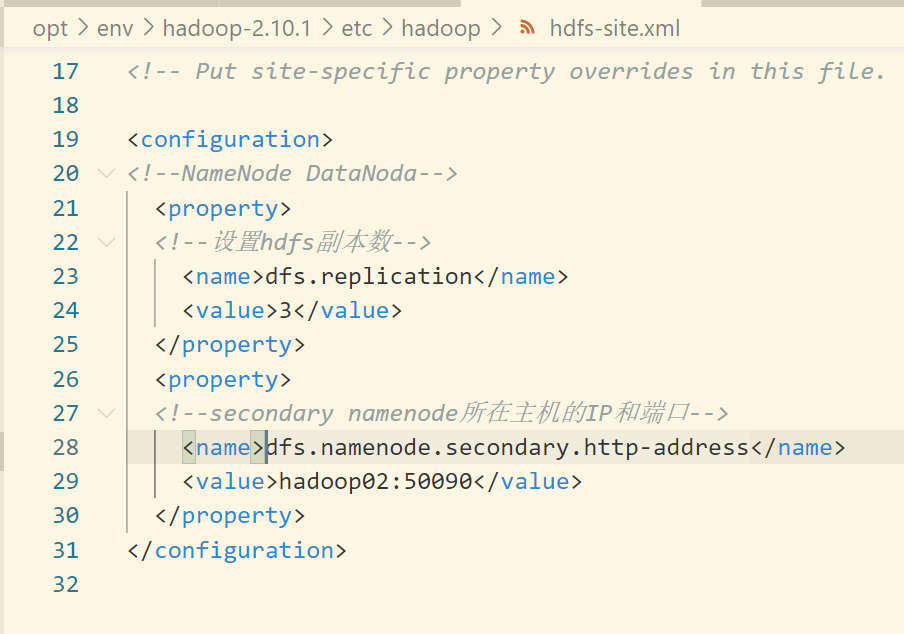 opt > env > hadoop-2.10.1 > etc > hadoop > hdfs-site.xml
17 <!-- Put site-specific property overrides in this file.
18
19 <configuration>
20 <!--NameNode DataNoda-->
21 <property>
22 <!--设置hdfs副本数-->
23 <name>dfs.replication</name>
24 <value>3</value>
25 </property>
26 <property>
27 <!--secondary namenode所在主机的IP和端口-->
28 <name>dfs.namenode.secondary.http-address</name>
29 <value>hadoop02:50090</value>
30 </property>
31 </configuration>
32